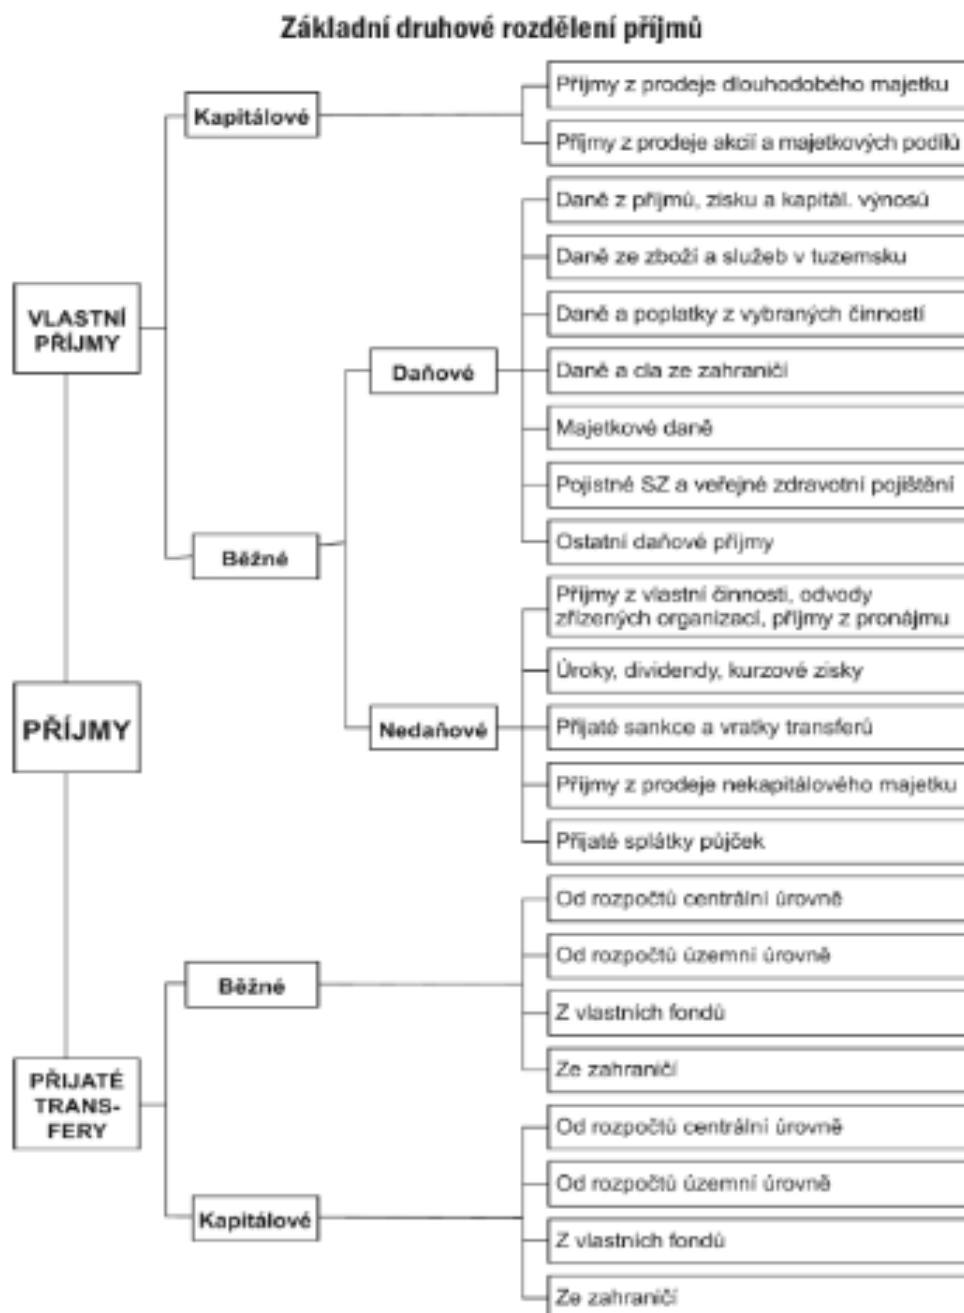 Základní druhové rozdělení příjmů
Kapitálové
Příjmy z prodeje dlouhodobého majetku
Příjmy z prodeje akcií a majetkových podílů
VLASTNÍ
PŘÍJMY
Běžné
Daňové
Daně z příjmů, zisku a kapitál. výnosů
Daně ze zboží a služeb v tuzemsku
Daně a poplatky z vybraných činností
Daně a cla ze zahraničí
Majetkové daně
Pojistné SZ a veřejné zdravotní pojištění
Ostatní daňové příjmy
Nedaňové
Příjmy z vlastní činnosti, odvody
zřízených organizací, příjmy z pronájmu
Úroky, dividendy, kurzové zisky
Přijaté sankce a vratky transferů
Příjmy z prodeje nekapitálového majetku
Přijaté splátky půjček
PŘÍJMY
PŘIJATÉ
TRANS-
FERY
Běžné
Od rozpočtů centrální úrovně
Od rozpočtů územní úrovně
Z vlastních fondů
Ze zahraničí
Kapitálové
Od rozpočtů centrální úrovně
Od rozpočtů územní úrovně
Z vlastních fondů
Ze zahraničí